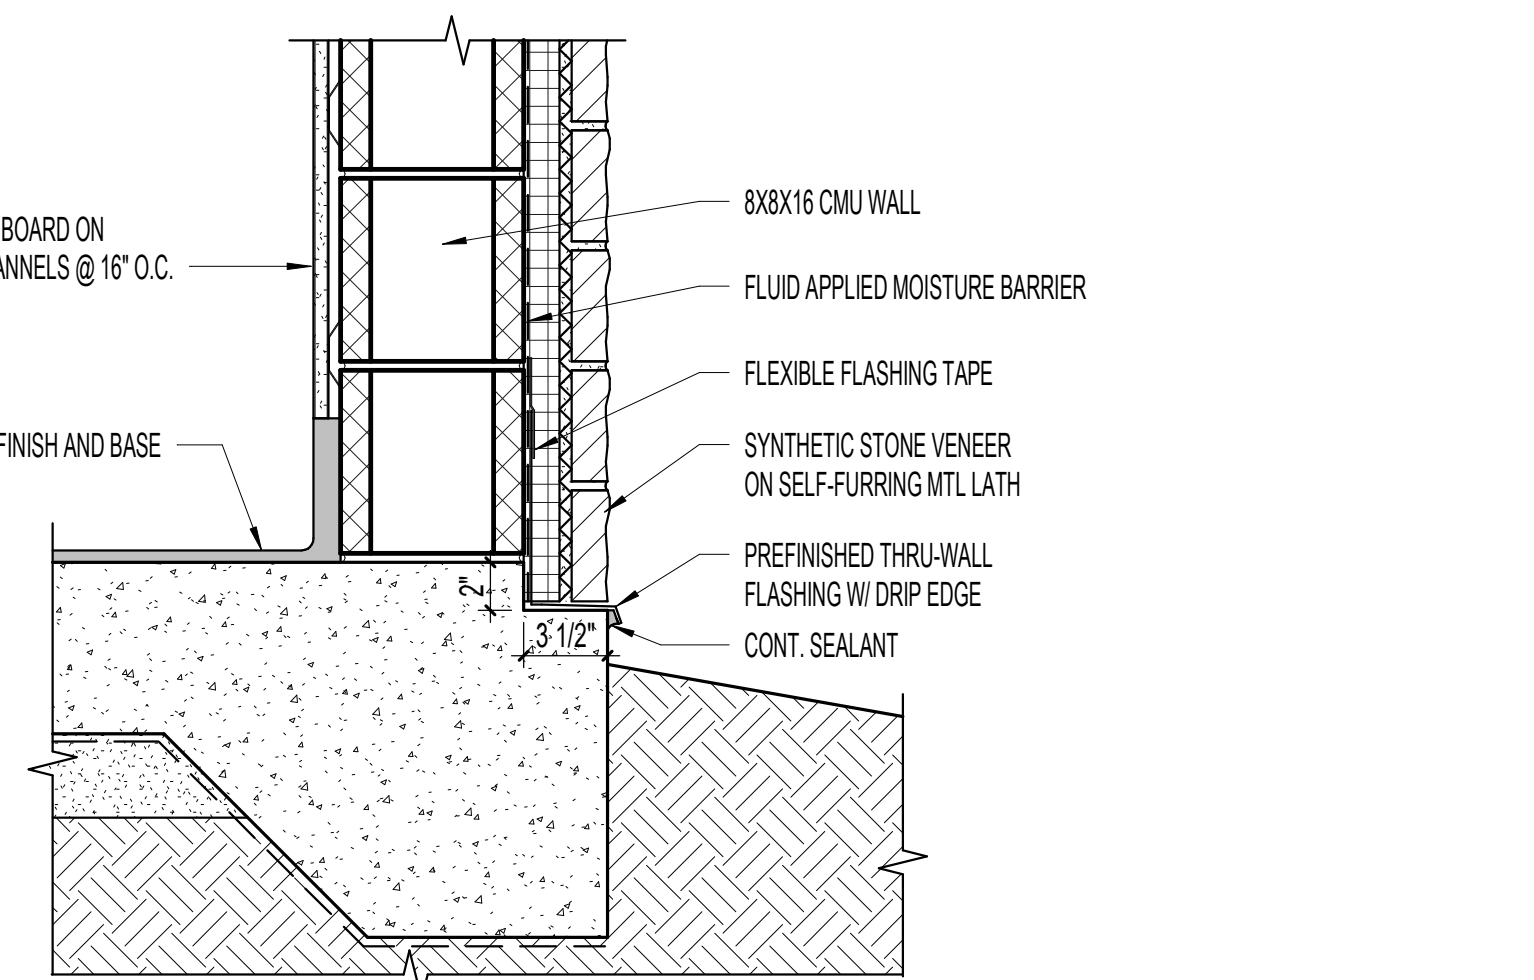 BOARD ON
ANNELS @ 16" O.C.
FINISH AND BASE
8X8X16 CMU WALL
FLUID APPLIED MOISTURE BARRIER
FLEXIBLE FLASHING TAPE
SYNTHETIC STONE VENEER
ON SELF-FURRING MTL LATH
PREFINISHED THRU-WALL
FLASHING W/ DRIP EDGE
CONT. SEALANT
2"
3 1/2"